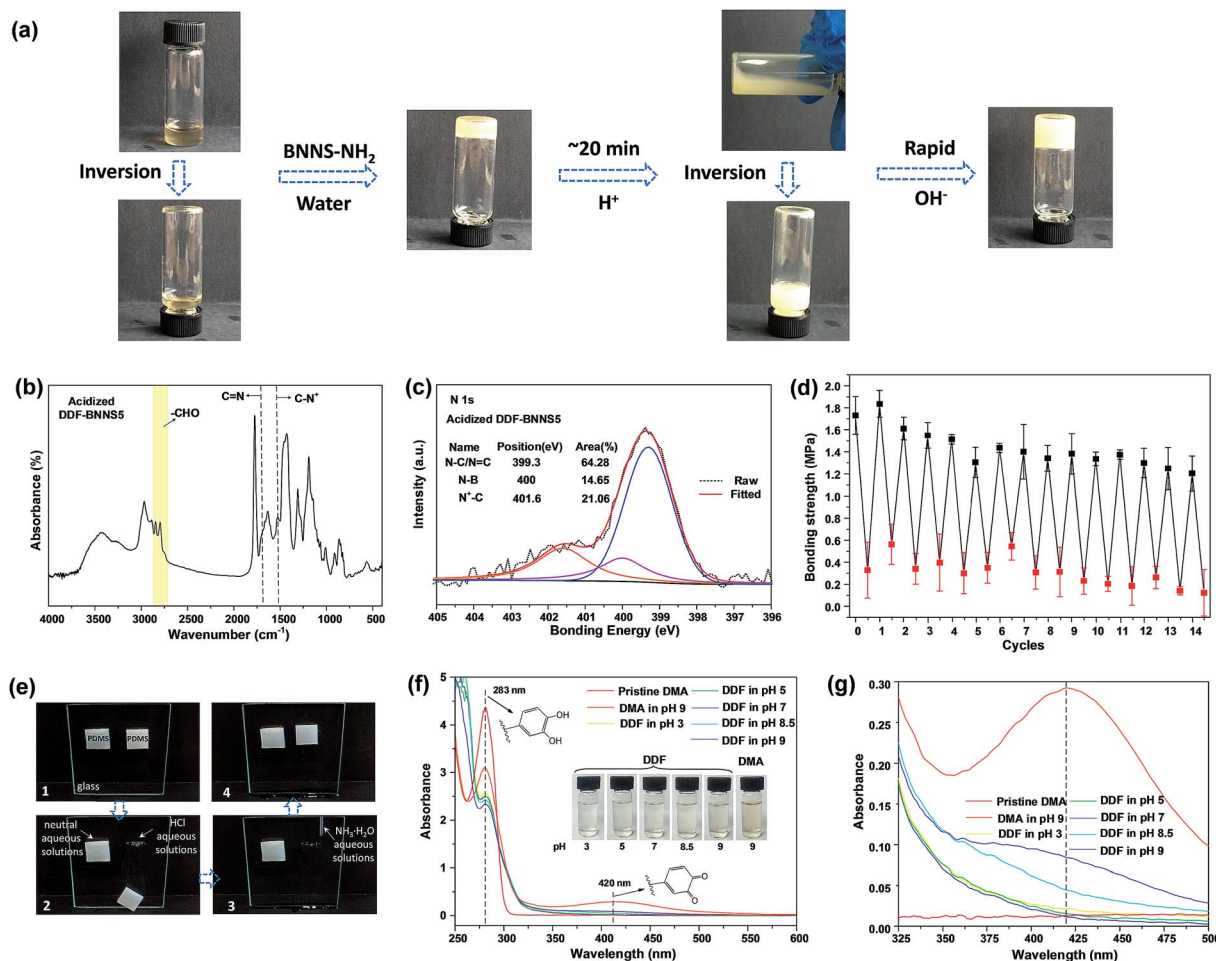 (a)
Inversion
BNNS-NH2
Water
~20 min
H+
Inversion
Rapid
OH-
(b)
Acidized
DDF-BNNS5
-CHO
C=N
C-N+
Absorbance (%)
4000 3500 3000 2500 2000 1500 1000 500
Wavenumber (cm-1)
(c)
N 1s
Acidized DDF-BNNS5
Name Position(eV) Area(%)
N-C/N=C 399.3 64.28
N-B 400 14.65
N+-C 401.6 21.06
Raw
Fitted
Intensity (a.u.)
405 404 403 402 401 400 399 398 397 396
Bonding Energy (eV)
(d)
Bonding strength (MPa)
2.0
1.8
1.6
1.4
1.2
1.0
0.8
0.6
0.4
0.2
0.0
0 1 2 3 4 5 6 7 8 9 10 11 12 13 14
Cycles
(e)
PDMS PDMS
glass
1
4
neutral
aqueous
solutions
HCl
aqueous
solutions
2
NH3·H2O
aqueous
solutions
3
(f)
Absorbance
5
4
3
2
1
0
283 nm
OH
HO
Pristine DMA
DMA in pH 9
DDF in pH 3
DDF in pH 5
DDF in pH 7
DDF in pH 8.5
DDF in pH 9
DDF DMA
pH 3 5 7 8.5 9 9
420 nm
O
O
250 300 350 400 450 500 550 600
Wavelength (nm)
(g)
Absorbance
0.30
0.25
0.20
0.15
0.10
0.05
0.00
Pristine DMA
DMA in pH 9
DDF in pH 3
DDF in pH 5
DDF in pH 7
DDF in pH 8.5
DDF in pH 9
325 350 375 400 425 450 475 500
Wavelength (nm)